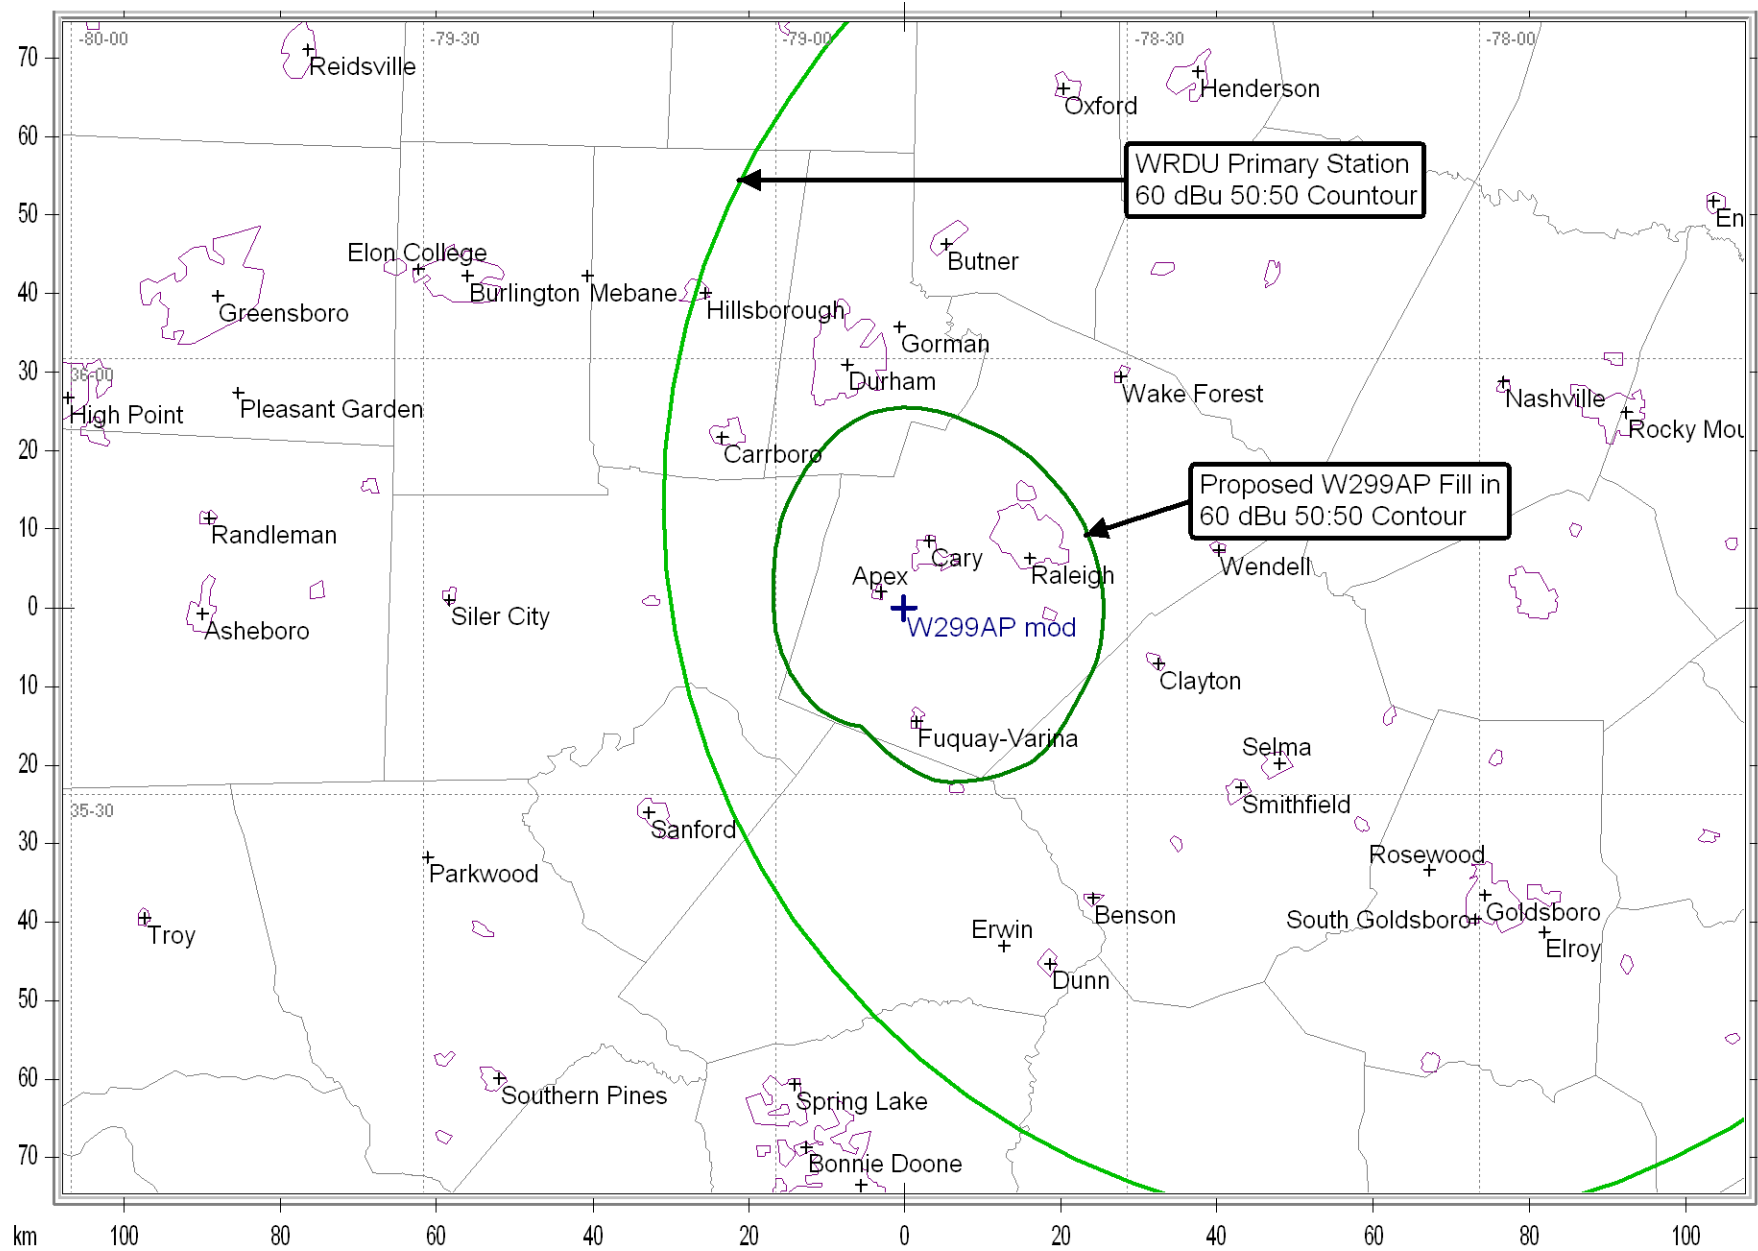 -80-00
-79-30
-79-00
-78-30
-78-00
70
Reidsville
Oxford
Henderson
60
WRDU Primary Station
60 dBu 50:50 Countour
50
En
Elon College
Butner
Burlington Mebane
40
Hillsborough
Greensboro
Gorman
30
36-00
Durham
Wake Forest
Nashville
High Point
Pleasant Garden
Rocky Mou
20
Carrboro
Proposed W299AP Fill in
60 dBu 50:50 Contour
10
Randleman
Cary
Wendell
Apex
Raleigh
0
Siler City
W299AP mod
Asheboro
10
Clayton
Fuquay-Varina
Selma
20
35-30
Smithfield
Sanford
30
Rosewood
Parkwood
40
Troy
Benson
South Goldsboro
Goldsboro
Erwin
Elroy
Dunn
50
60
Southern Pines
Spring Lake
70
Bonnie Doone
km
100
80
60
40
20
0
20
40
60
80
100